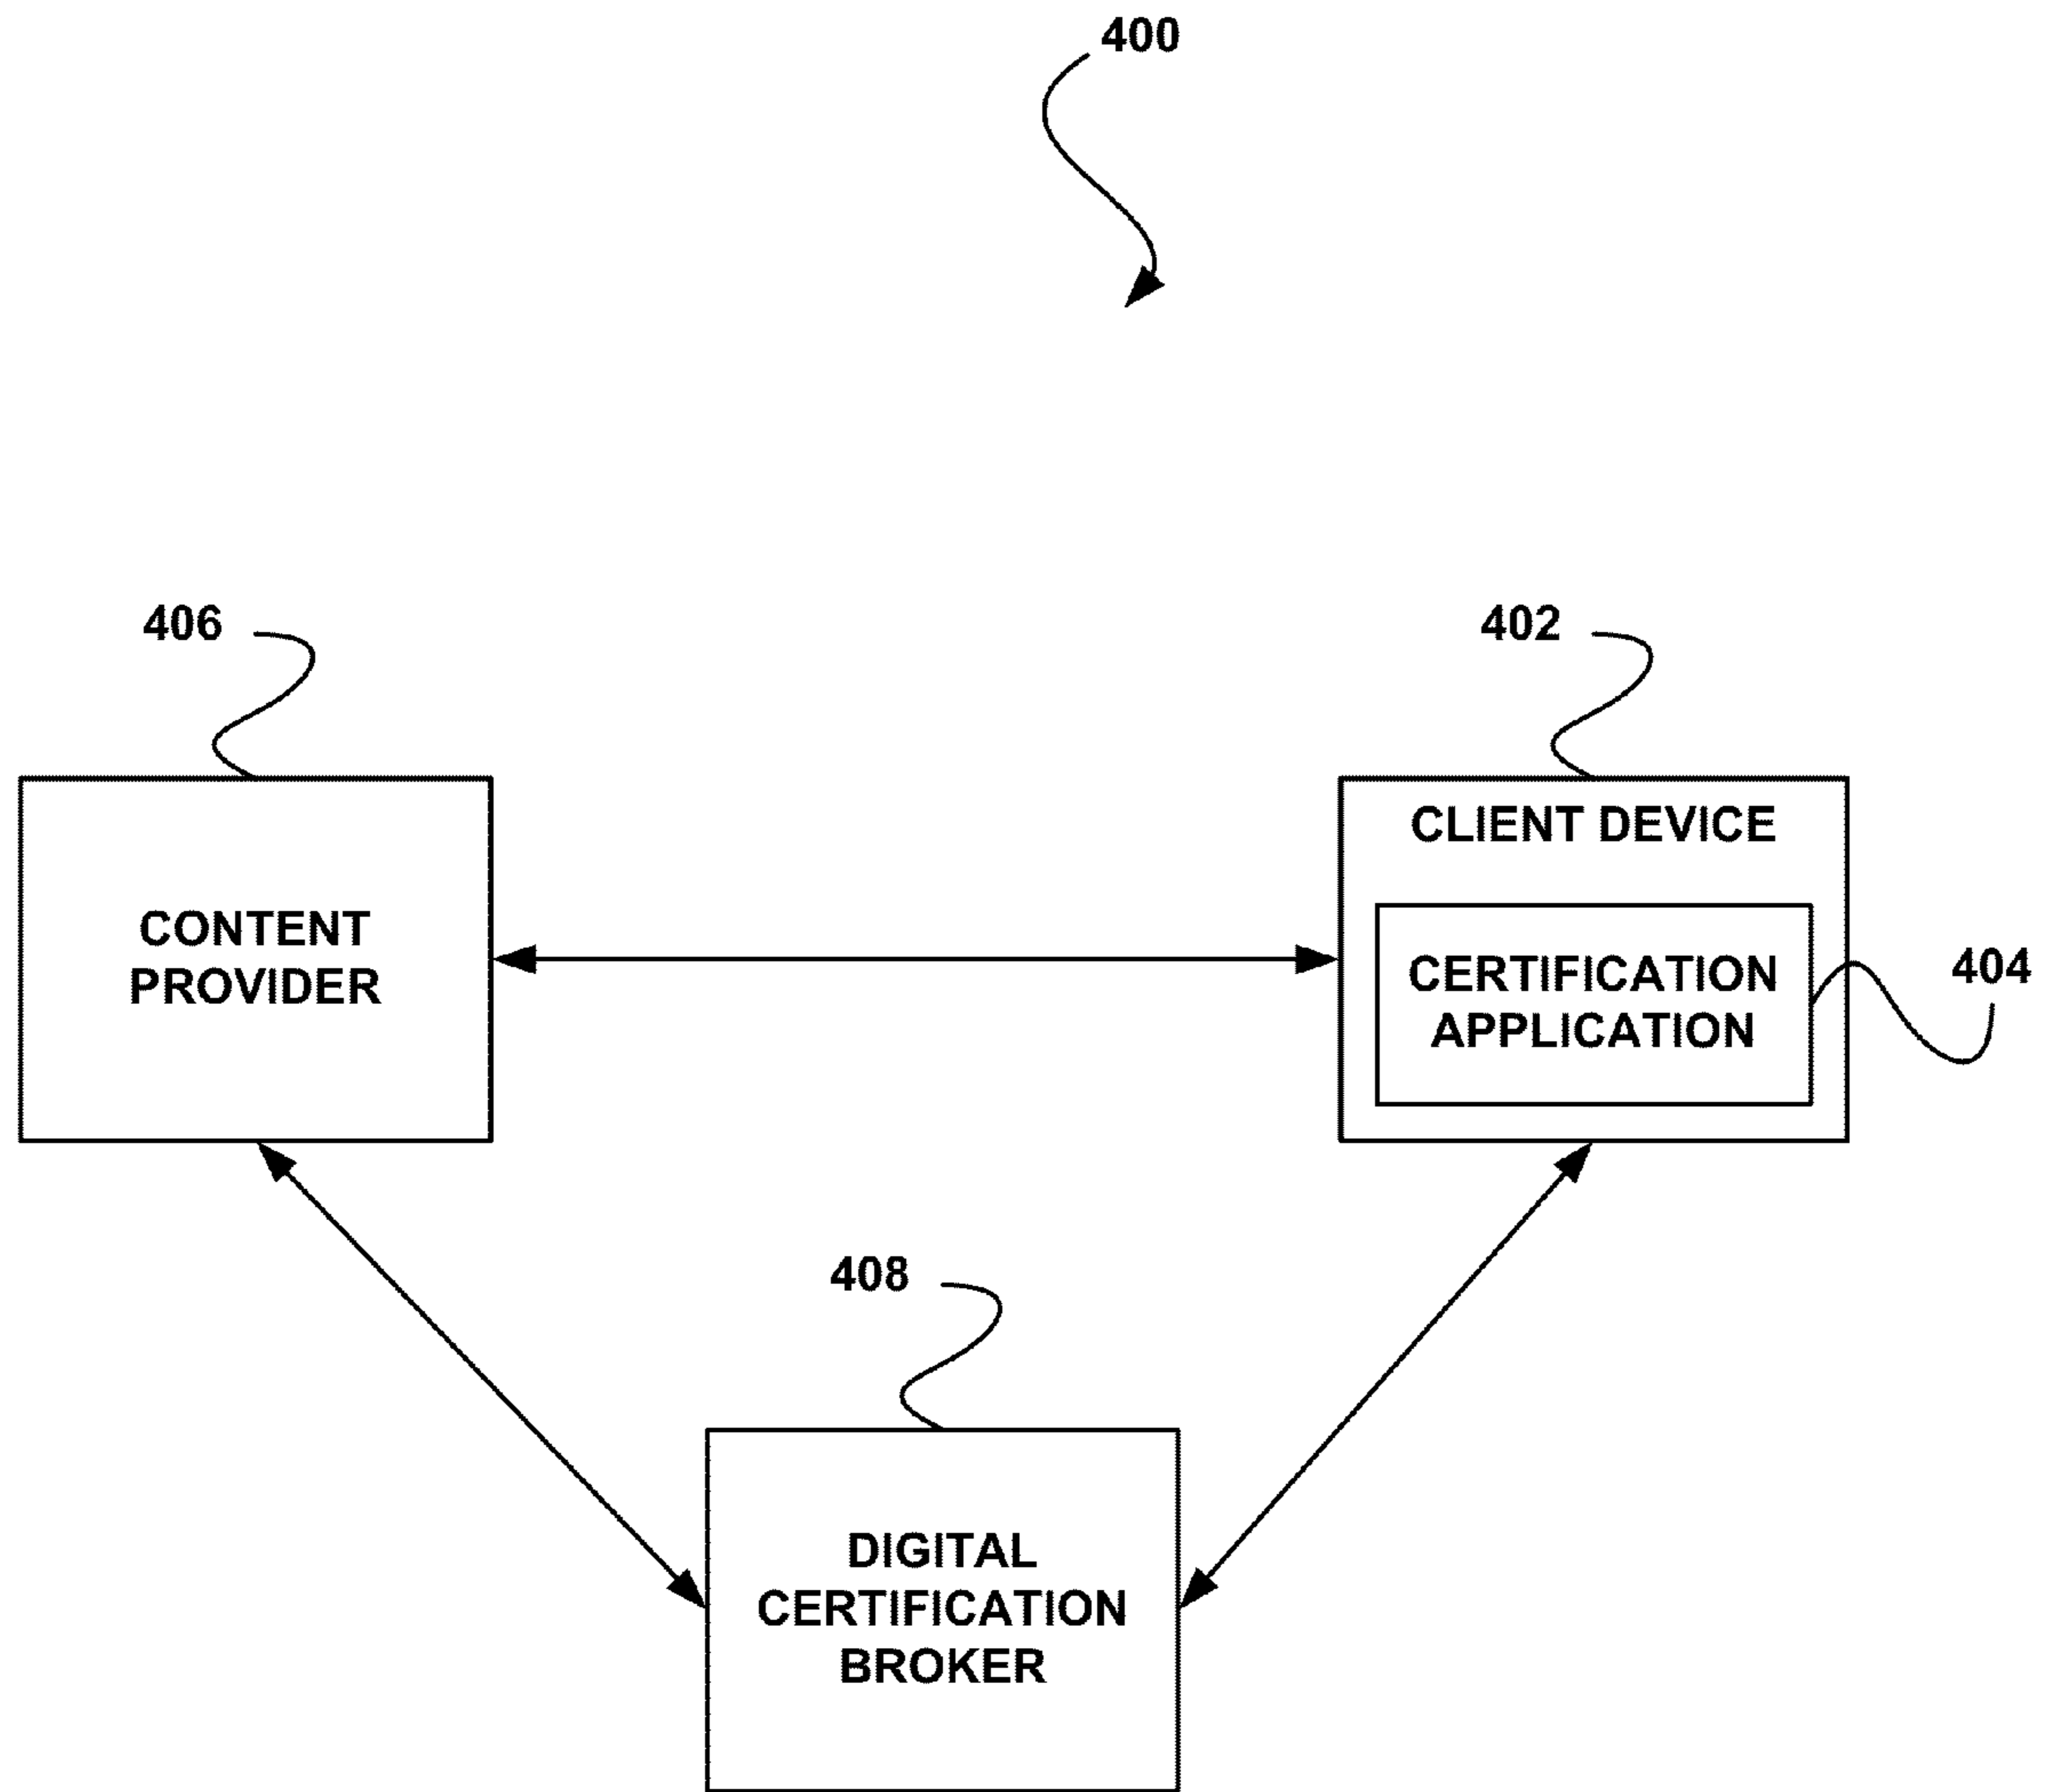 400
406
402
CLIENT DEVICE
CONTENT
PROVIDER
CERTIFICATION
APPLICATION
404
408
DIGITAL
CERTIFICATION
BROKER